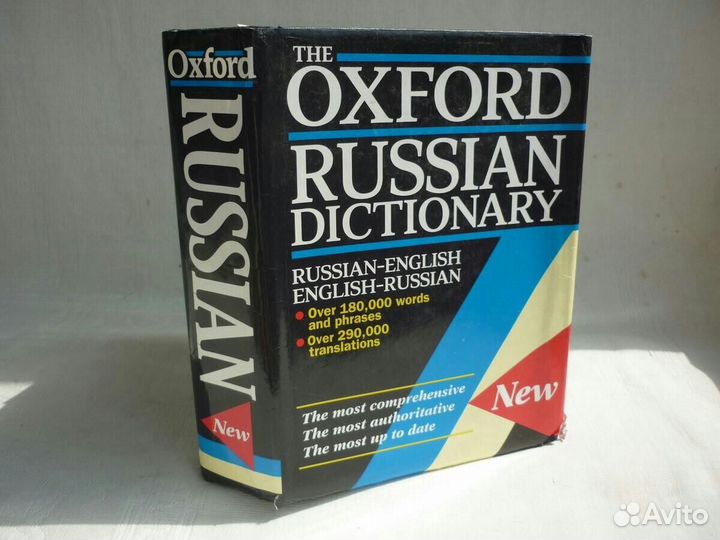 Oxford
RUSSIAN
New
THE
OXFORD
RUSSIAN
DICTIONARY
RUSSIAN-ENGLISH
ENGLISH-RUSSIAN
Over 180,000 words
and phrases
Over 290,000
translations
The most comprehensive
The most authoritative
The most up to date
New
Avito